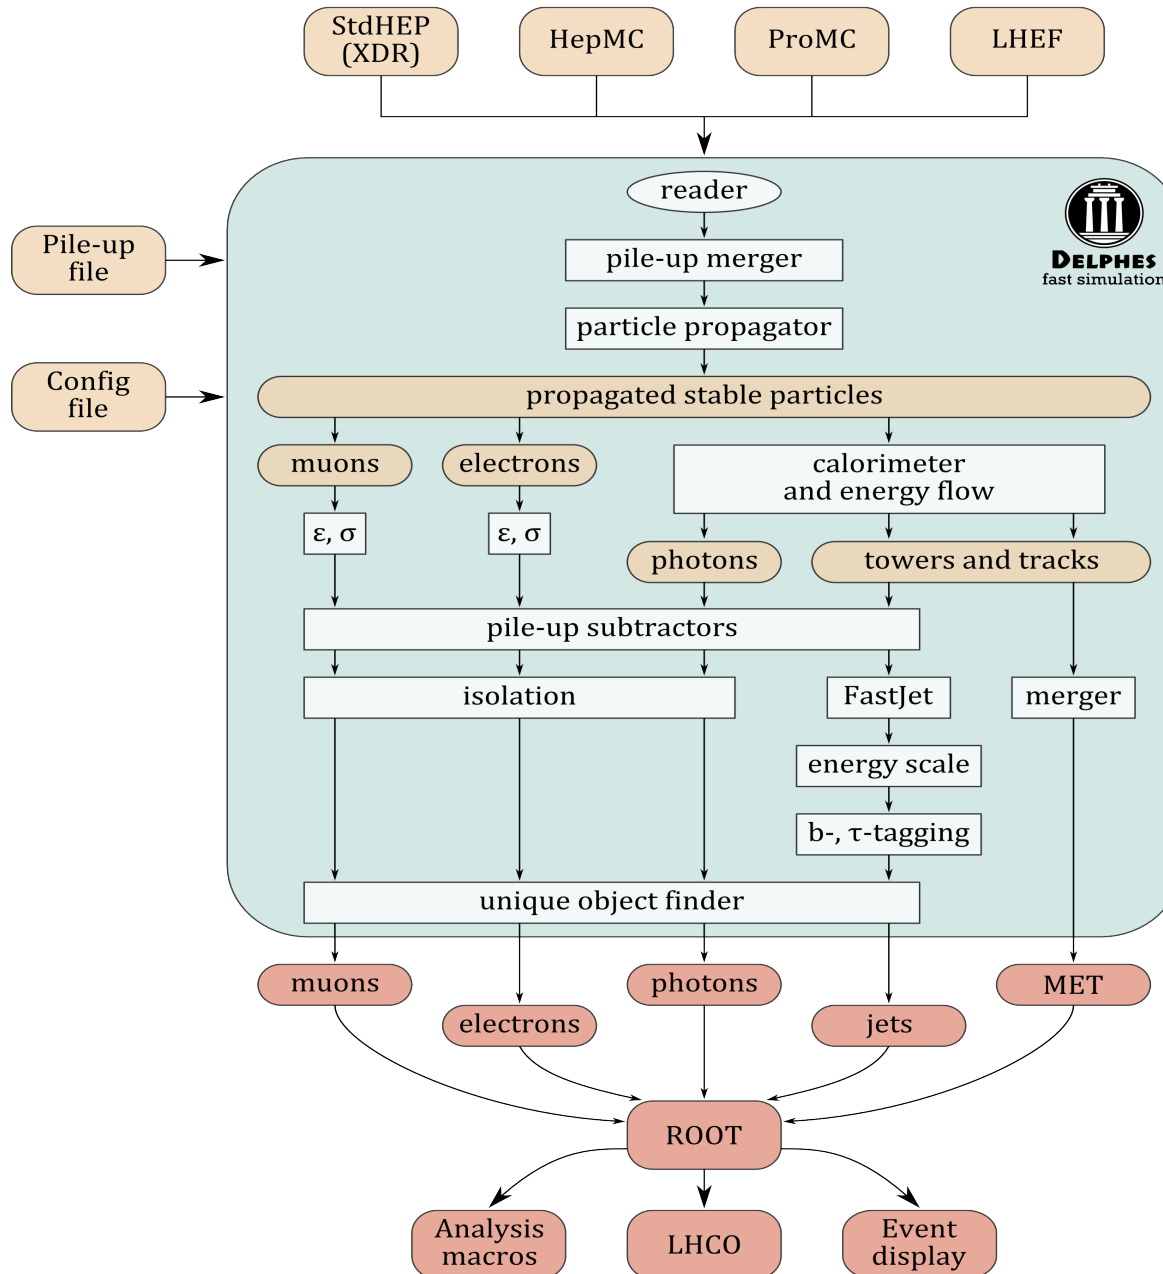 StdHEP
(XDR)
HepMC
ProMC
LHEF
reader
Pile-up
file
pile-up merger
DELPHES
fast simulation
particle propagator
Config
file
propagated stable particles
muons
electrons
calorimeter
and energy flow
ε, σ
ε, σ
photons
towers and tracks
pile-up subtractors
isolation
FastJet
merger
energy scale
b-, τ-tagging
unique object finder
muons
photons
MET
electrons
jets
ROOT
Analysis
macros
LHCO
Event
display